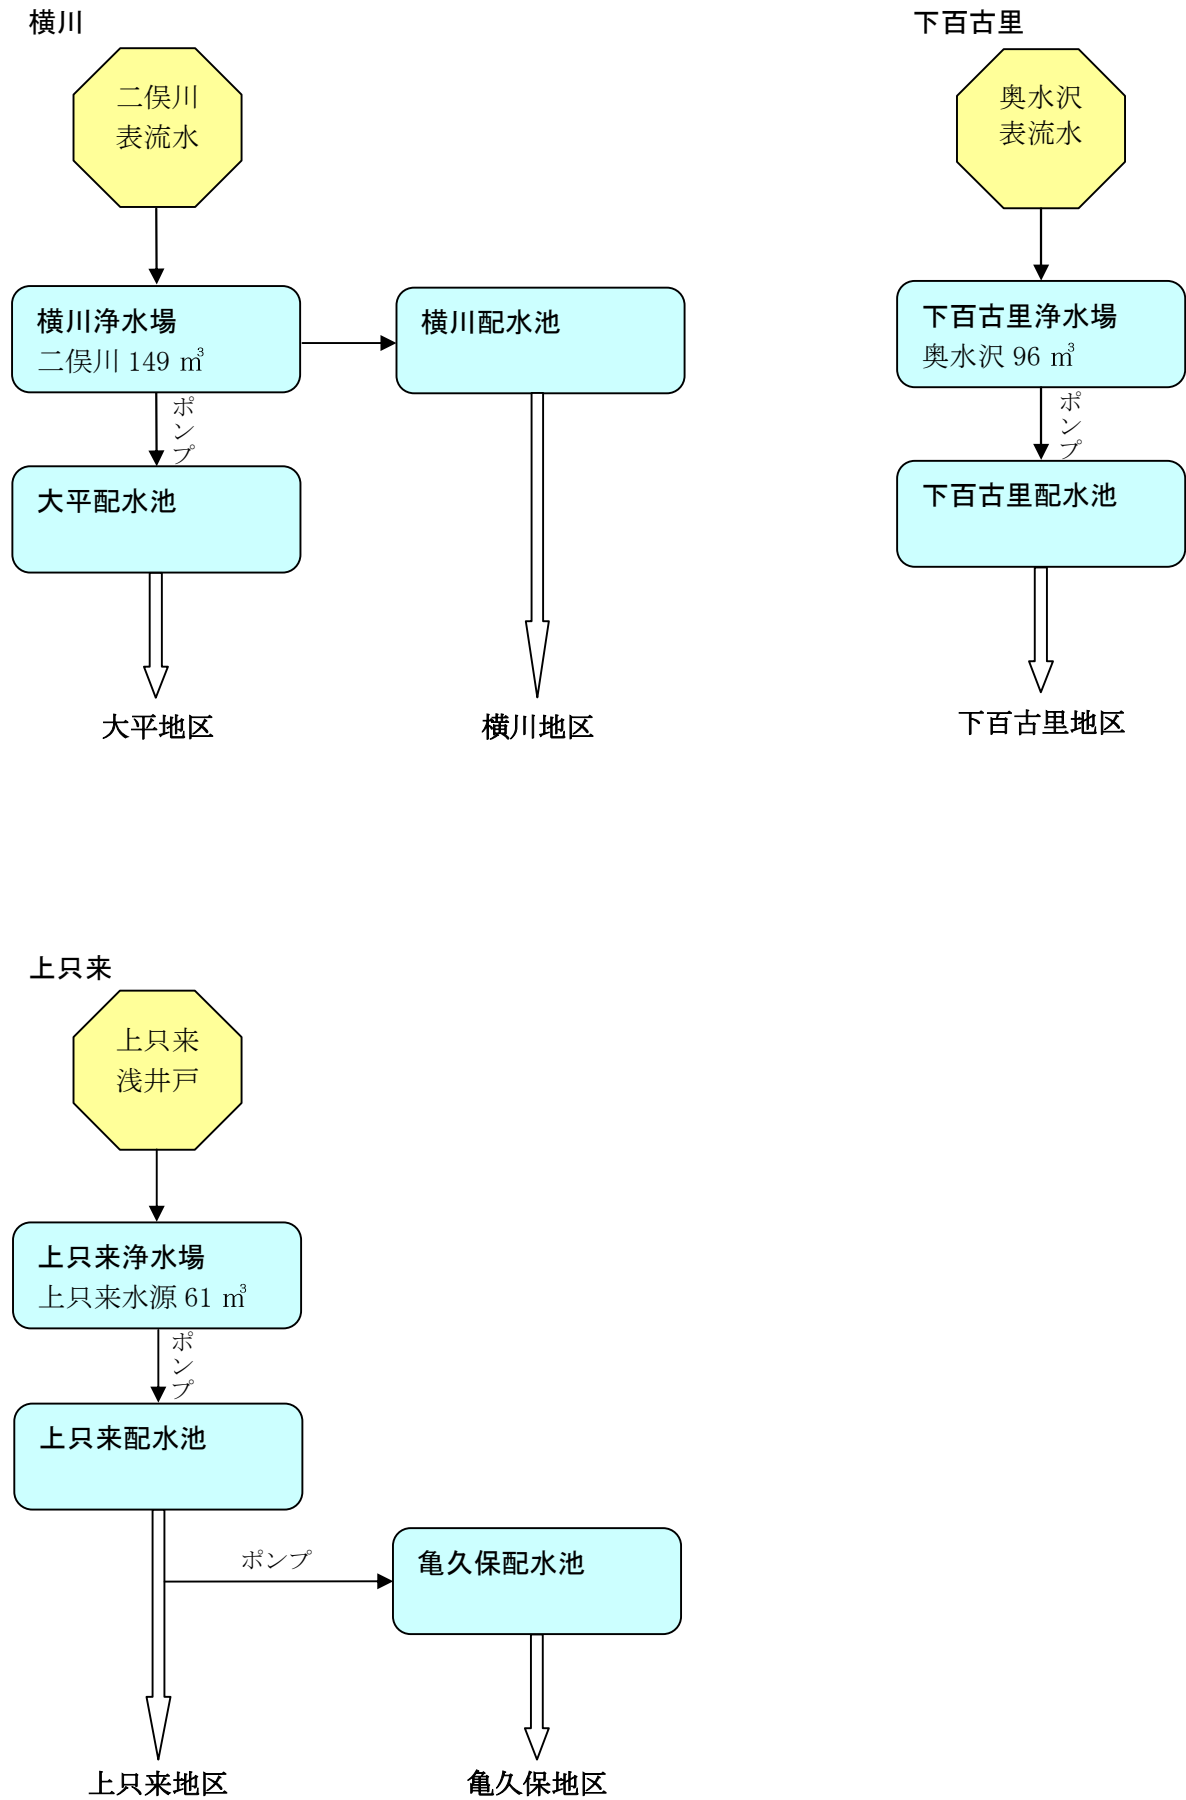 横川
二俣川
表流水
横川浄水場
二俣川 149 ㎥
横川配水池
ポンプ
大平配水池
大平地区
横川地区
下百古里
奥水沢
表流水
下百古里浄水場
奥水沢 96 ㎥
ポンプ
下百古里配水池
下百古里地区
上只来
上只来
浅井戸
上只来浄水場
上只来水源 61 ㎥
ポンプ
上只来配水池
ポンプ
亀久保配水池
上只来地区
亀久保地区